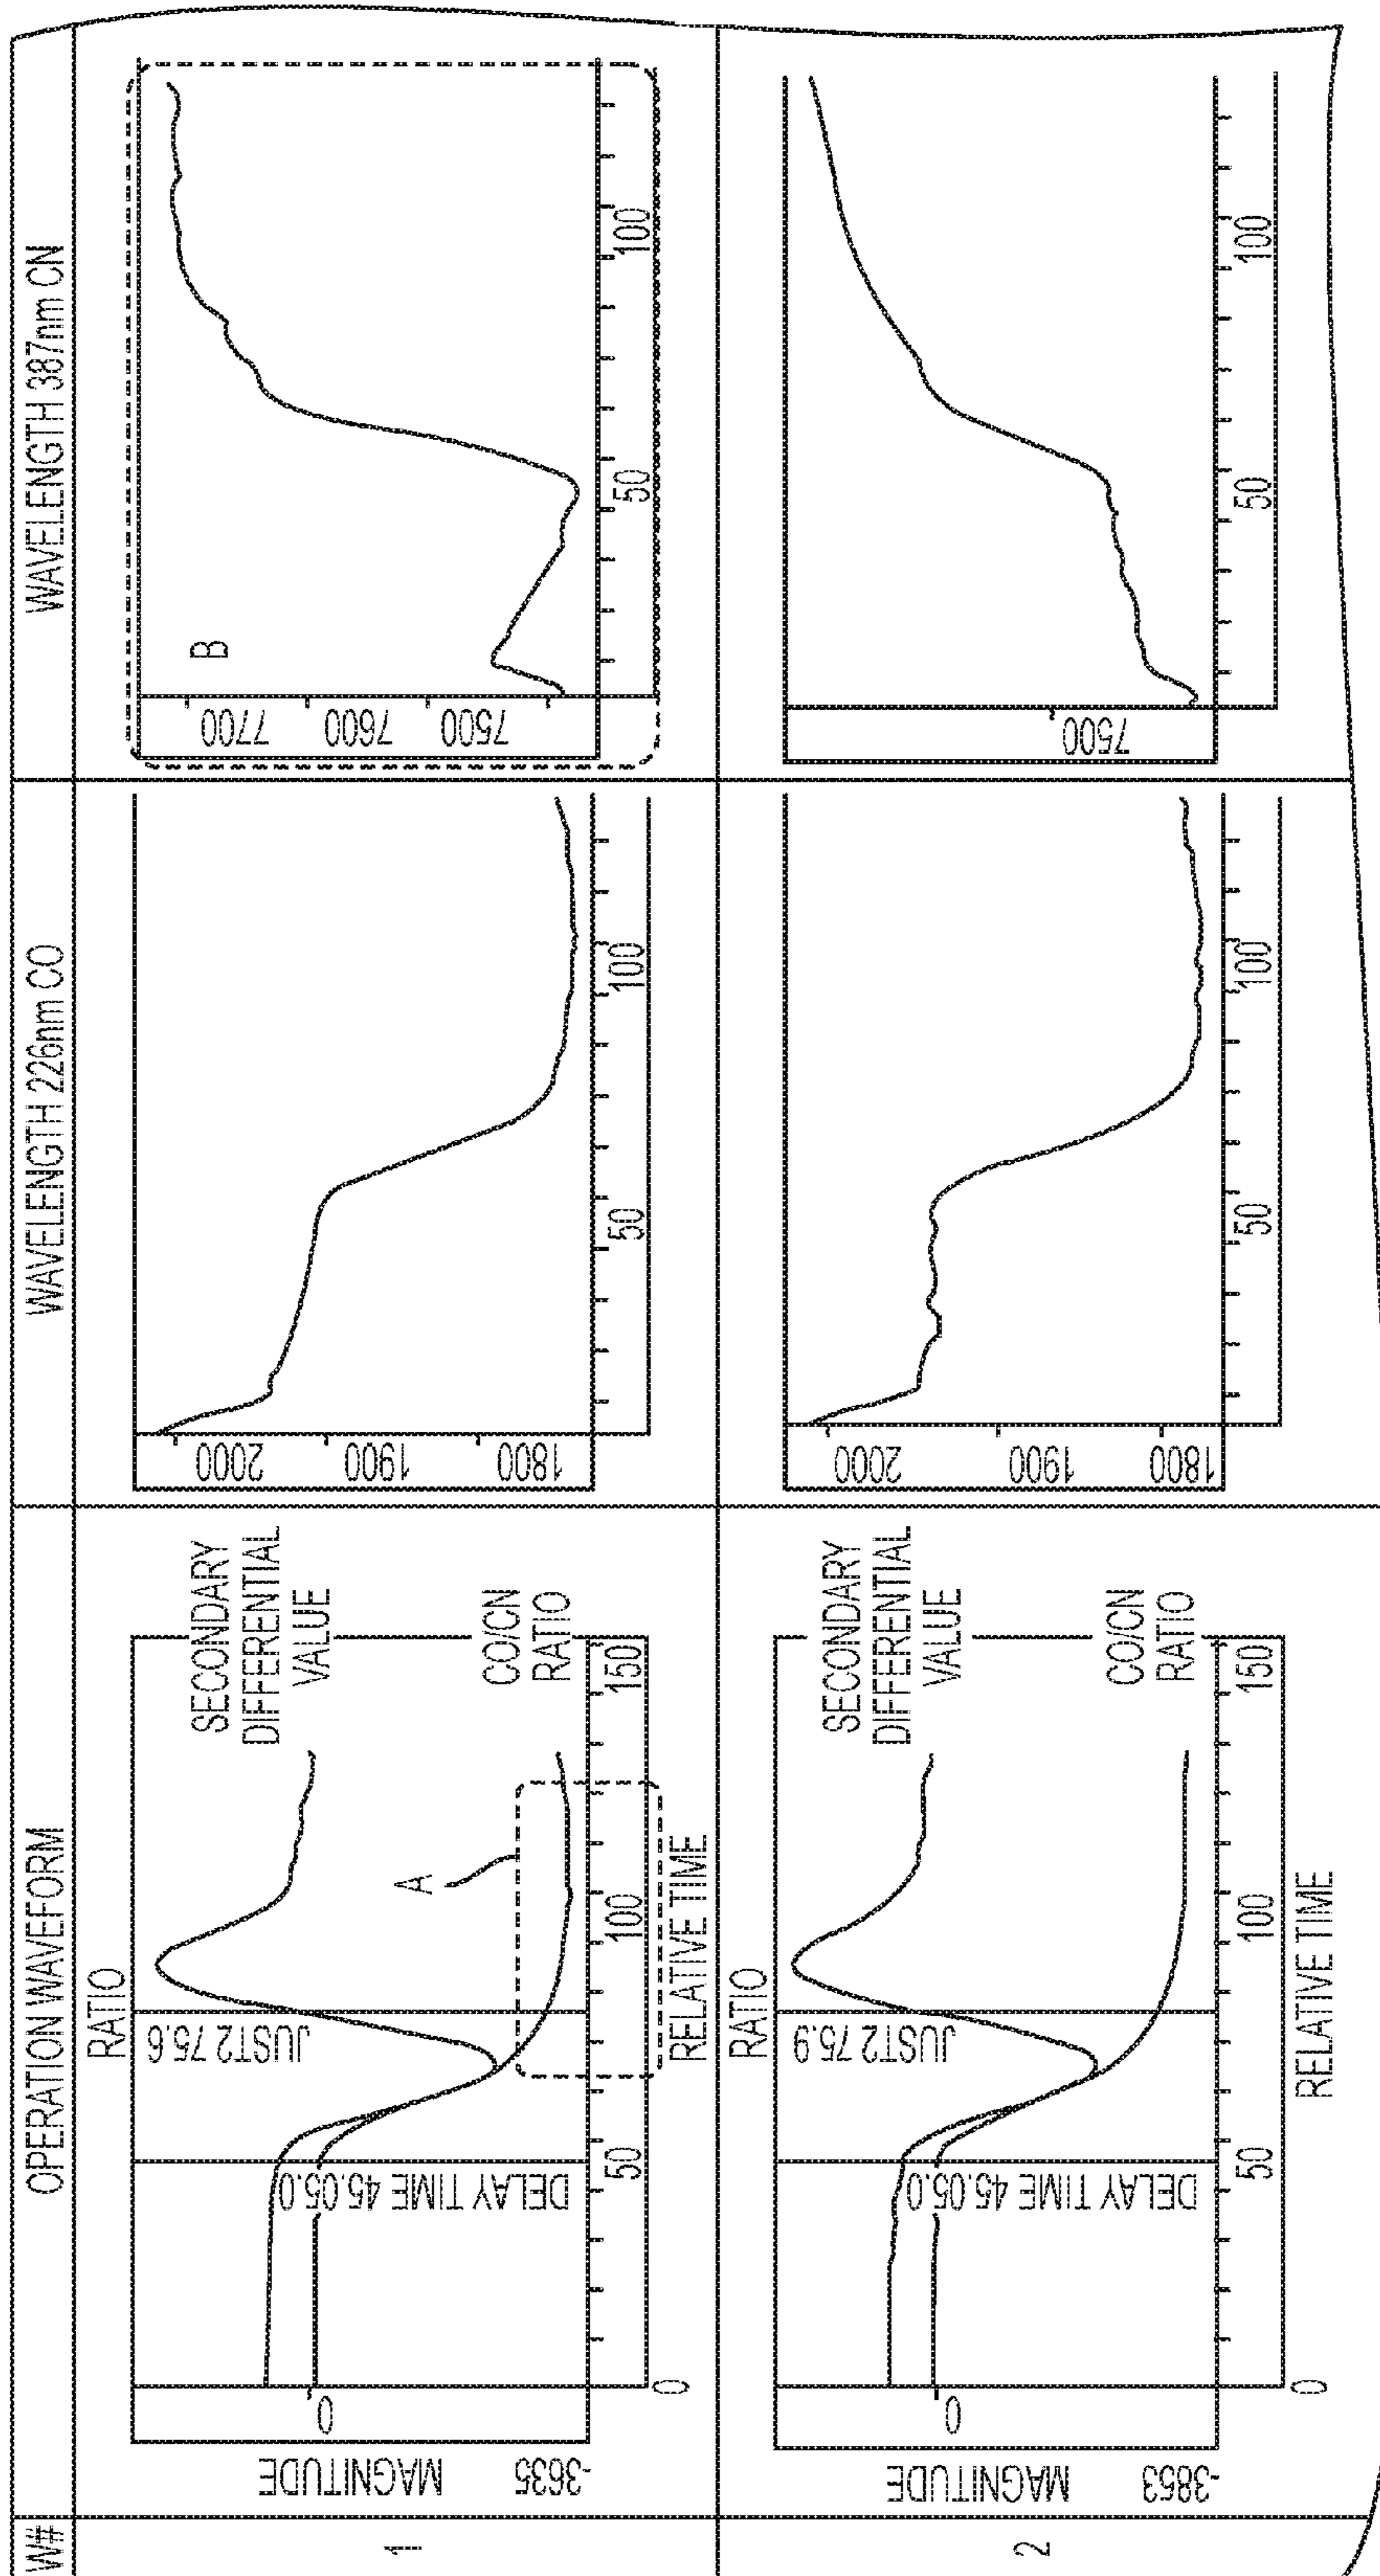 W#
OPERATION WAVEFORM
WAVELENGTH 226nm CO
WAVELENGTH 387nm CN
1
RATIO
MAGNITUDE
0
-3635
DELAY TIME 45.05.0
JUST2 75.6
SECONDARY
DIFFERENTIAL
VALUE
A
CO/CN
RATIO
0
50
100
150
RELATIVE TIME
2000
1900
1800
50
100
B
7700
7600
7500
50
100
2
RATIO
MAGNITUDE
0
-3853
DELAY TIME 45.05.0
JUST2 75.9
SECONDARY
DIFFERENTIAL
VALUE
CO/CN
RATIO
0
50
100
150
RELATIVE TIME
2000
1900
1800
50
100
7500
50
100